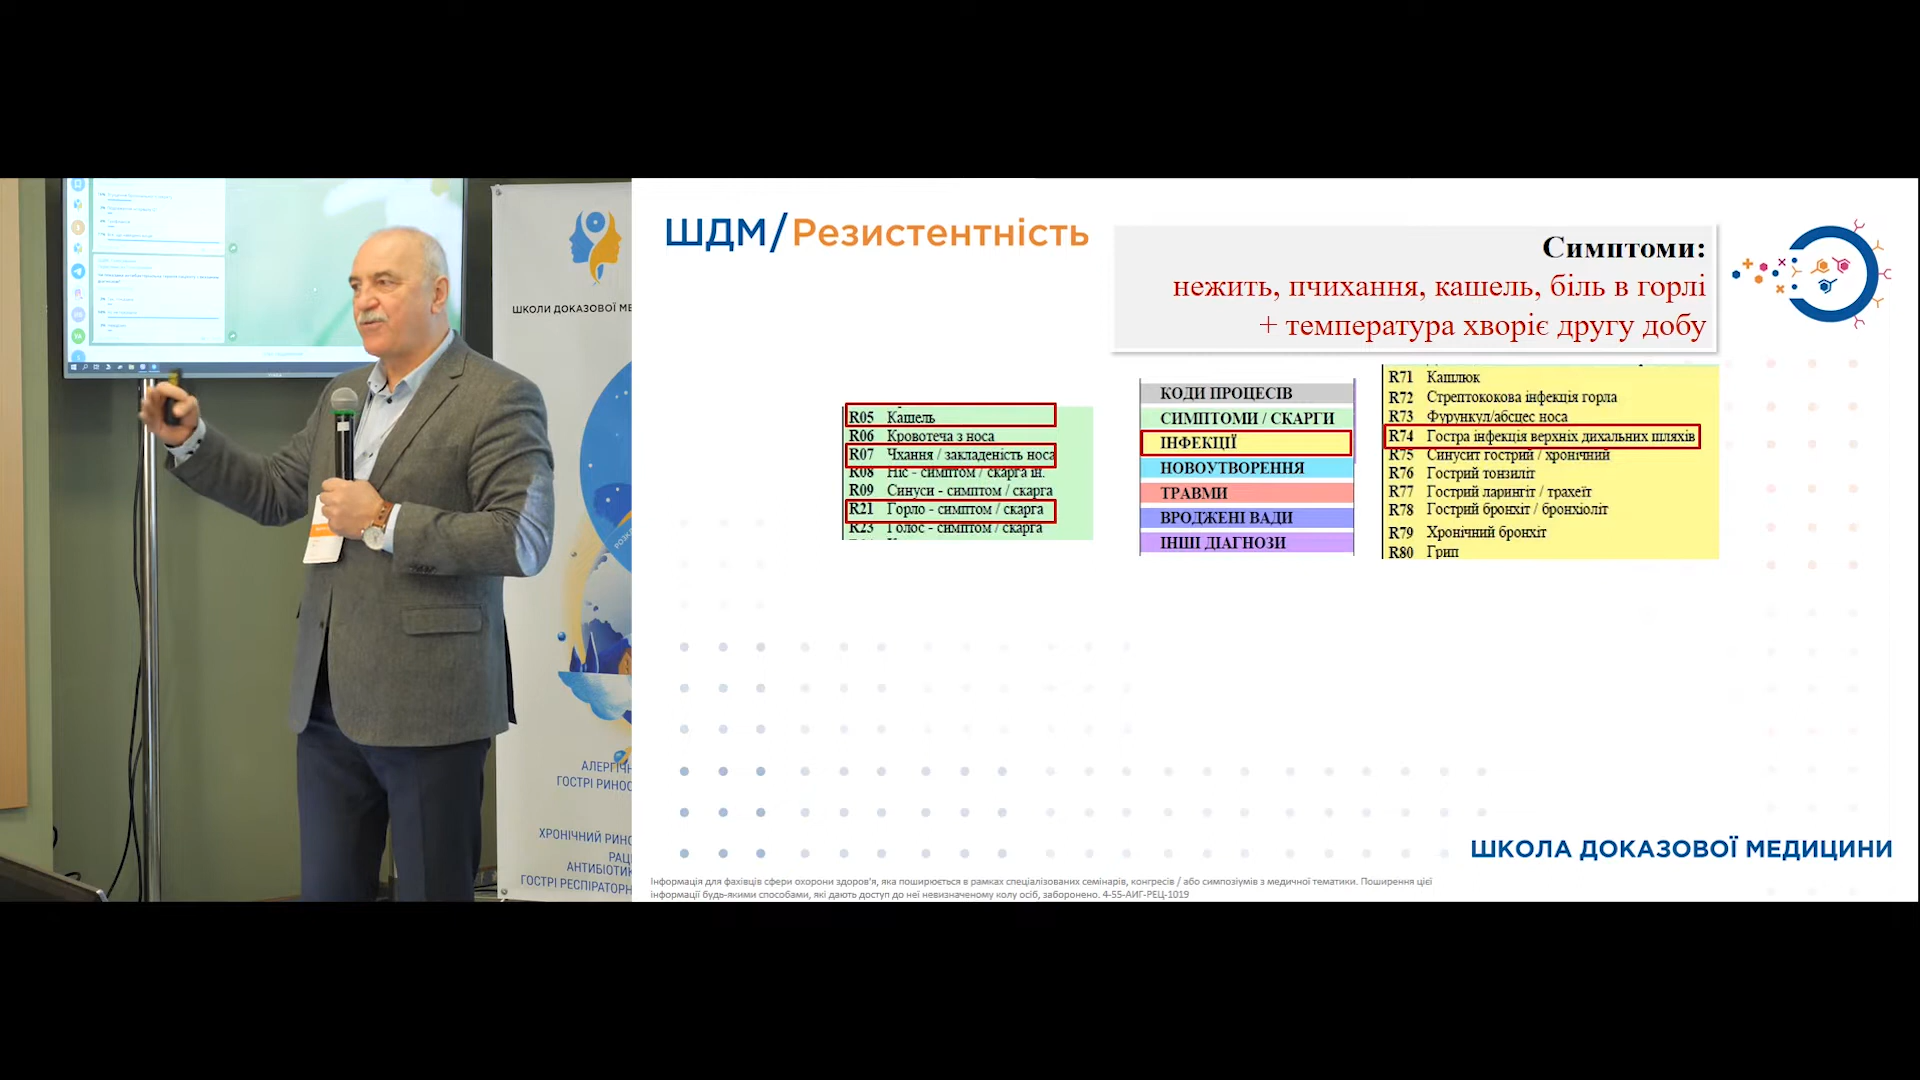 ШКОЛИ ДОКАЗОВОЇ МЕ
АЛЕРГІЧН
ГОСТРІ РИНОС
ХРОНІЧНИЙ РИНО
РАЦІ
АНТИБІОТИК
ГОСТРІ РЕСПІРАТОРН
ШДМ/Резистентність
Симптоми:
нежить, пчихання, кашель, біль в горлі
+ температура хворіє другу добу
R05 Кашель
R06 Кровотеча з носа
R07 Чхання / закладеність носа
R08 Ніс - симптом / скарга ін.
R09 Синуси - симптом / скарга
R21 Горло - симптом / скарга
R23 Голос - симптом / скарга
КОДИ ПРОЦЕСІВ
СИМПТОМИ / СКАРГИ
ІНФЕКЦІЇ
НОВОУТВОРЕННЯ
ТРАВМИ
ВРОДЖЕНІ ВАДИ
ІНШІ ДІАГНОЗИ
R71 Кашлюк
R72 Стрептококова інфекція горла
R73 Фурункул/абсцес носа
R74 Гостра інфекція верхніх дихальних шляхів
R75 Синусит гострий / хронічний
R76 Гострий тонзиліт
R77 Гострий ларингіт / трахеїт
R78 Гострий бронхіт / бронхіоліт
R79 Хронічний бронхіт
R80 Грип
ШКОЛА ДОКАЗОВОЇ МЕДИЦИНИ
Інформація для фахівців сфери охорони здоров'я, яка поширюється в рамках спеціалізованих семінарів, конгресів / або симпозіумів з медичної тематики. Поширення цієї
інформації будь-якими способами, які дають доступ до неї невизначеному колу осіб, заборонено. 4-55-АИГ-РЕЦ-1019